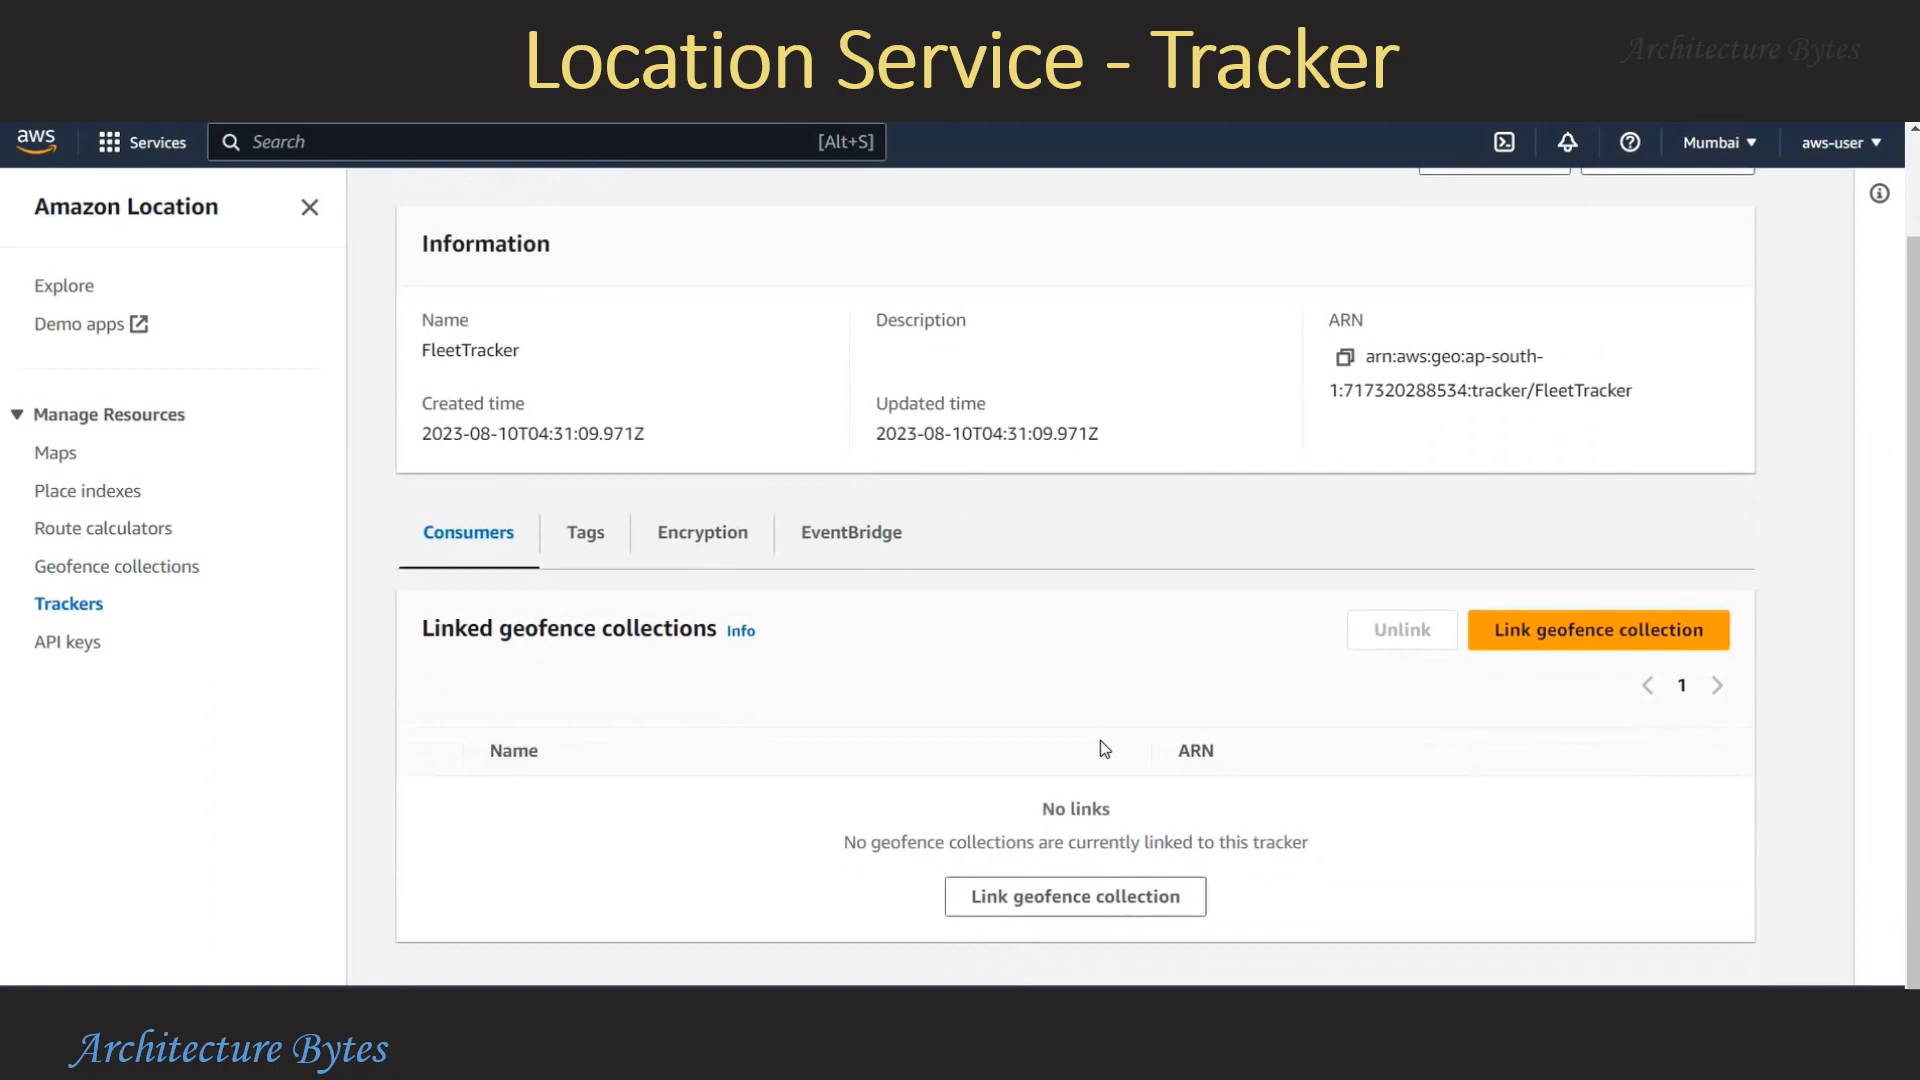 Location Service - Tracker
Architecture Bytes
aws
Services
Search
[Alt+S]
Mumbai
aws-user
Amazon Location
Explore
Demo apps
Manage Resources
Maps
Place indexes
Route calculators
Geofence collections
Trackers
API keys
Information
Name
FleetTracker
Description
ARN
arn:aws:geo:ap-south-
1:717320288534:tracker/FleetTracker
Created time
2023-08-10T04:31:09.971Z
Updated time
2023-08-10T04:31:09.971Z
Consumers
Tags
Encryption
EventBridge
Linked geofence collections Info
Unlink
Link geofence collection
1
Name
ARN
No links
No geofence collections are currently linked to this tracker
Link geofence collection
Architecture Bytes